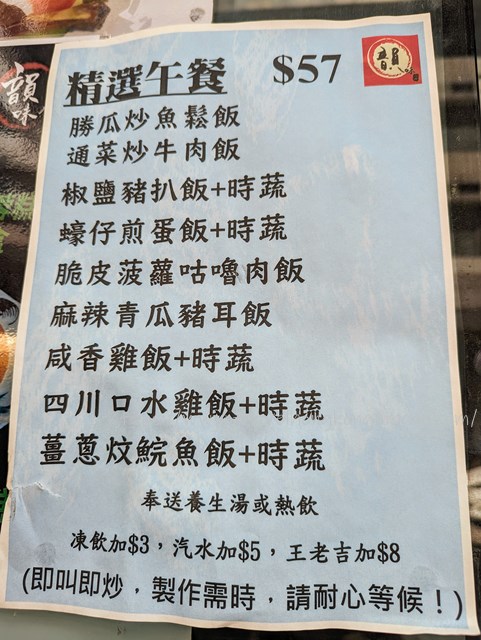 精選午餐 $57
韻味
勝瓜炒魚鬆飯
通菜炒牛肉飯
椒鹽豬扒飯+時蔬
蠔仔煎蛋飯+時蔬
脆皮菠蘿咕嚕肉飯
麻辣青瓜豬耳飯
咸香雞飯+時蔬
四川口水雞飯+時蔬
薑蔥炆鯇魚飯+時蔬
奉送養生湯或熱飲
凍飲加$3，汽水加$5，王老吉加$8
(即叫即炒，製作需時，請耐心等候！)